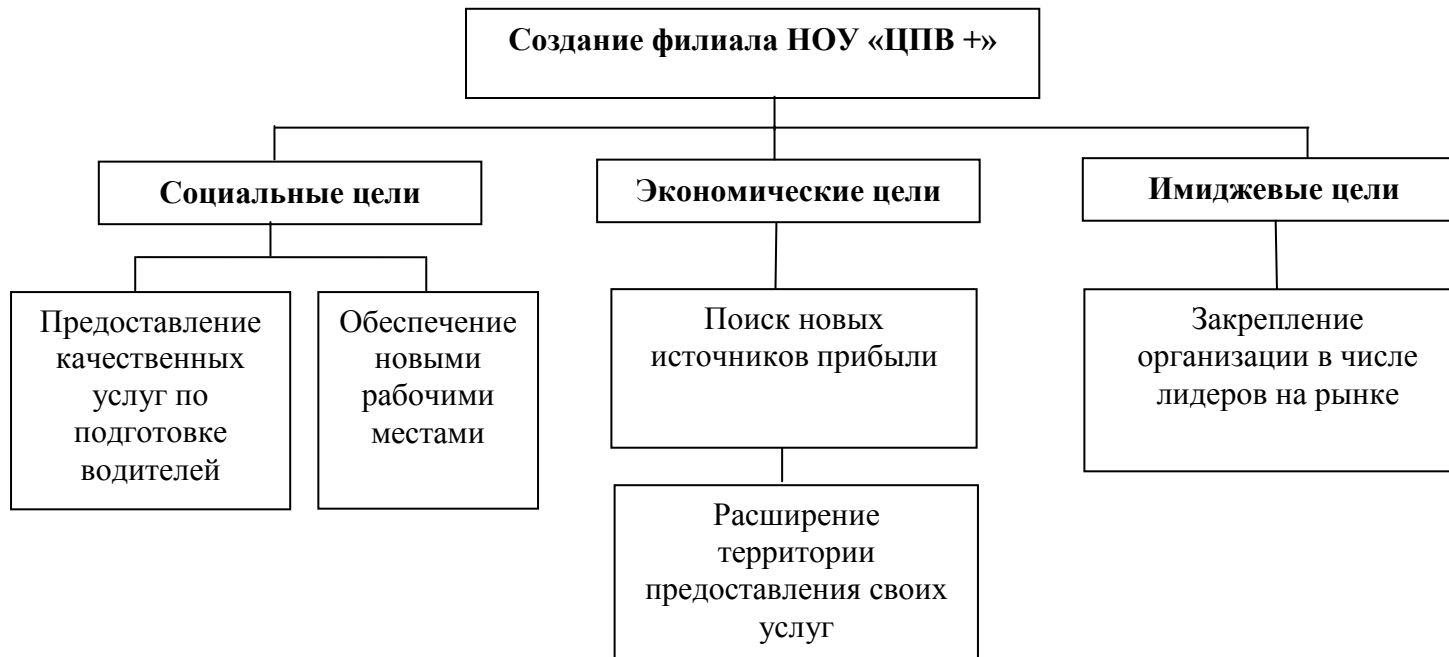 Создание филиала НОУ «ЦПВ +»
Социальные цели
Экономические цели
Имиджевые цели
Предоставление
качественных
услуг по
подготовке
водителей
Обеспечение
новыми
рабочими
местами
Поиск новых
источников прибыли
Закрепление
организации в числе
лидеров на рынке
Расширение
территории
предоставления своих
услуг